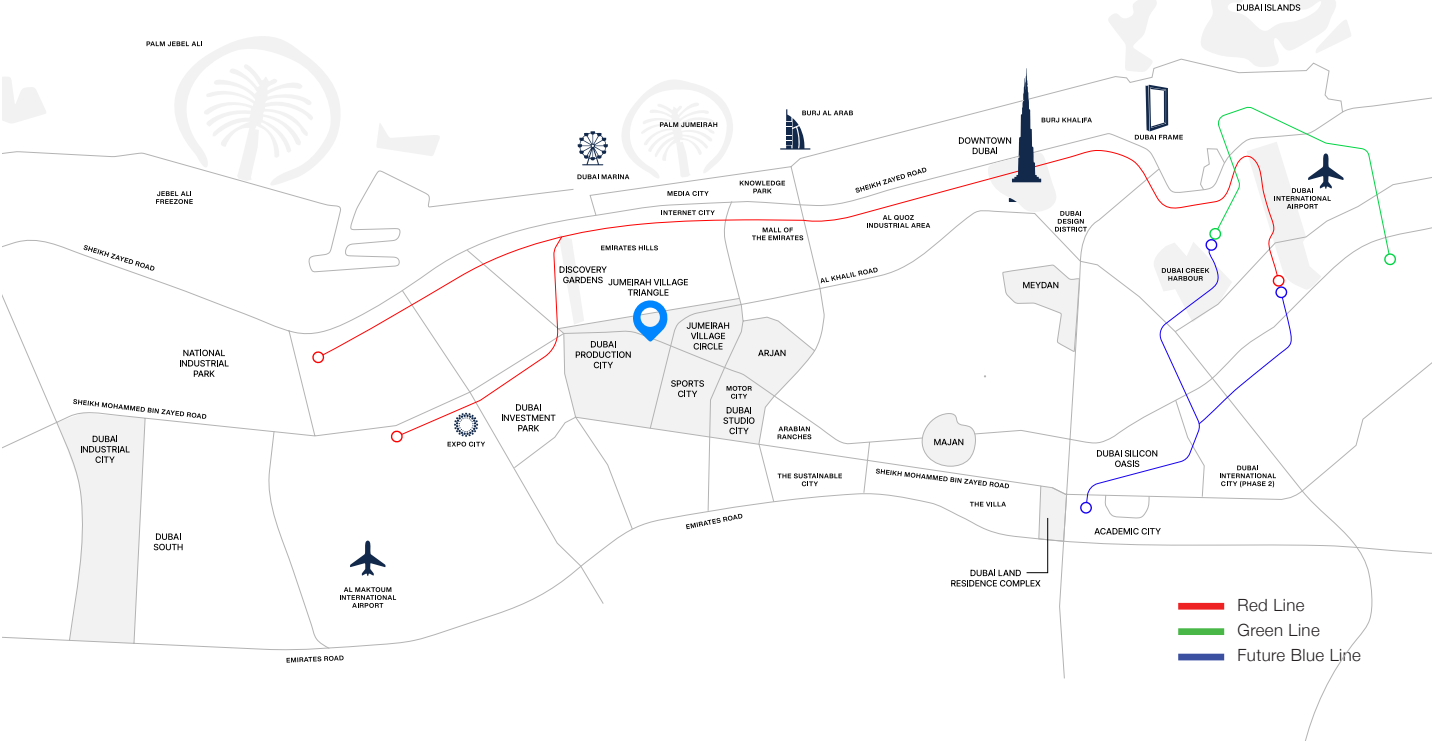 DUBAI ISLANDS
PALM JEBEL ALI
BURJ AL ARAB
PALM JUMEIRAH
BURJ KHALIFA
DUBAI FRAME
DOWNTOWN
DUBAI
DUBAI MARINA
KNOWLEDGE
PARK
SHEIKH ZAYED ROAD
MEDIA CITY
JEBEL ALI
FREEZONE
DUBAI
INTERNATIONAL
AIRPORT
INTERNET CITY
AL QUOZ
INDUSTRIAL AREA
DUBAI
DESIGN
DISTRICT
MALL OF
THE EMIRATES
EMIRATES HILLS
SHEIKH ZAYED ROAD
DISCOVERY
GARDENS
AL KHALIL ROAD
DUBAI CREEK
HARBOUR
JUMEIRAH VILLAGE
TRIANGLE
MEYDAN
JUMEIRAH
VILLAGE
CIRCLE
DUBAI
PRODUCTION
CITY
ARJAN
NATIONAL
INDUSTRIAL
PARK
SPORTS
CITY
MOTOR
CITY
SHEIKH MOHAMMED BIN ZAYED ROAD
DUBAI
INVESTMENT
PARK
DUBAI
STUDIO
CITY
ARABIAN
RANCHES
EXPO CITY
MAJAN
DUBAI
INDUSTRIAL
CITY
DUBAI SILICON
OASIS
DUBAI
INTERNATIONAL
CITY (PHASE 2)
THE SUSTAINABLE
CITY
SHEIKH MOHAMMED BIN ZAYED ROAD
THE VILLA
EMIRATES ROAD
ACADEMIC CITY
DUBAI
SOUTH
DUBAI LAND
RESIDENCE COMPLEX
AL MAKTOUM
INTERNATIONAL
AIRPORT
EMIRATES ROAD
Red Line
Green Line
Future Blue Line